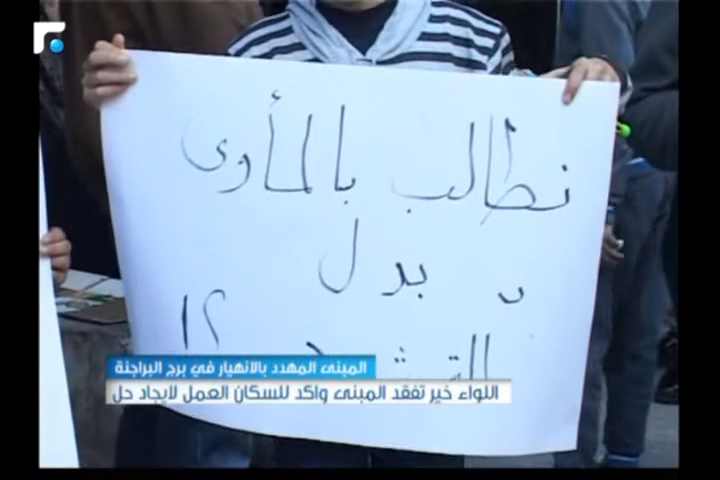 نطالب بالمأوى
بدل
المبنى المهدد بالانهيار في برج البراجنة
اللواء خير تفقد المبنى واكد للسكان العمل لايجاد حل